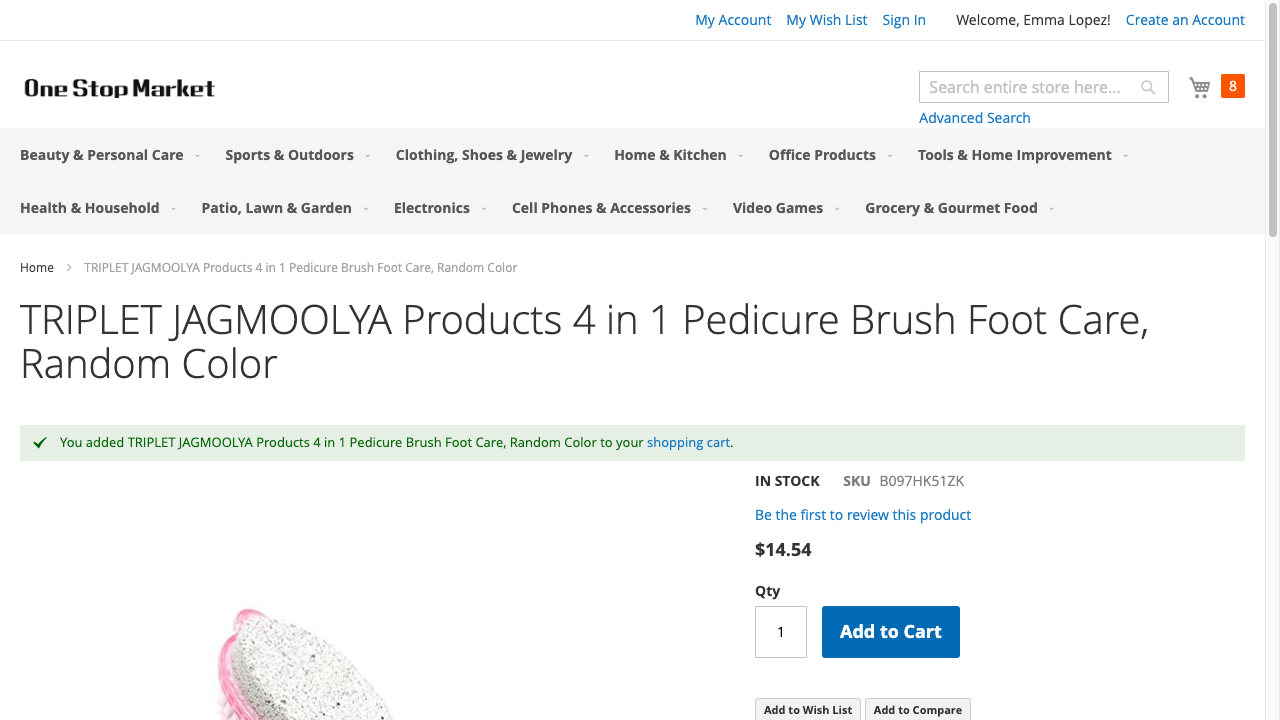 My Account My Wish List Sign In Welcome, Emma Lopez! Create an Account
One Stop Market
Search entire store here...
8
Advanced Search
Beauty & Personal Care Sports & Outdoors Clothing, Shoes & Jewelry Home & Kitchen Office Products Tools & Home Improvement
Health & Household Patio, Lawn & Garden Electronics Cell Phones & Accessories Video Games Grocery & Gourmet Food
Home TRIPLET JAGMOOLYA Products 4 in 1 Pedicure Brush Foot Care, Random Color
TRIPLET JAGMOOLYA Products 4 in 1 Pedicure Brush Foot Care,
Random Color
You added TRIPLET JAGMOOLYA Products 4 in 1 Pedicure Brush Foot Care, Random Color to your shopping cart.
IN STOCK SKU B097HK51ZK
Be the first to review this product
$14.54
Qty
1 Add to Cart
Add to Wish List Add to Compare